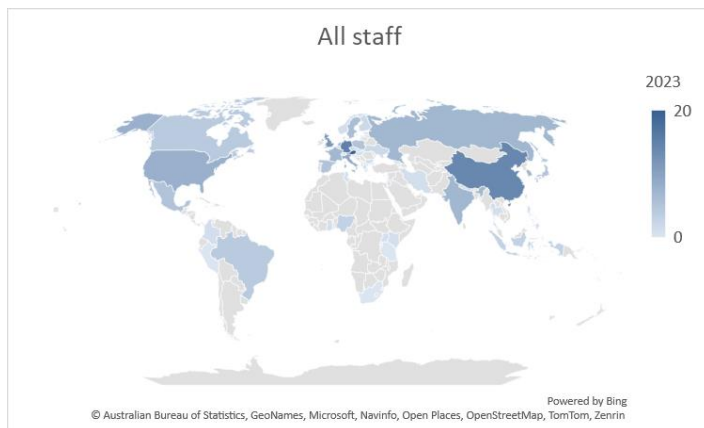 All staff
2023
20
0
Powered by Bing
© Australian Bureau of Statistics, GeoNames, Microsoft, Navinfo, Open Places, OpenStreetMap, TomTom, Zenrin